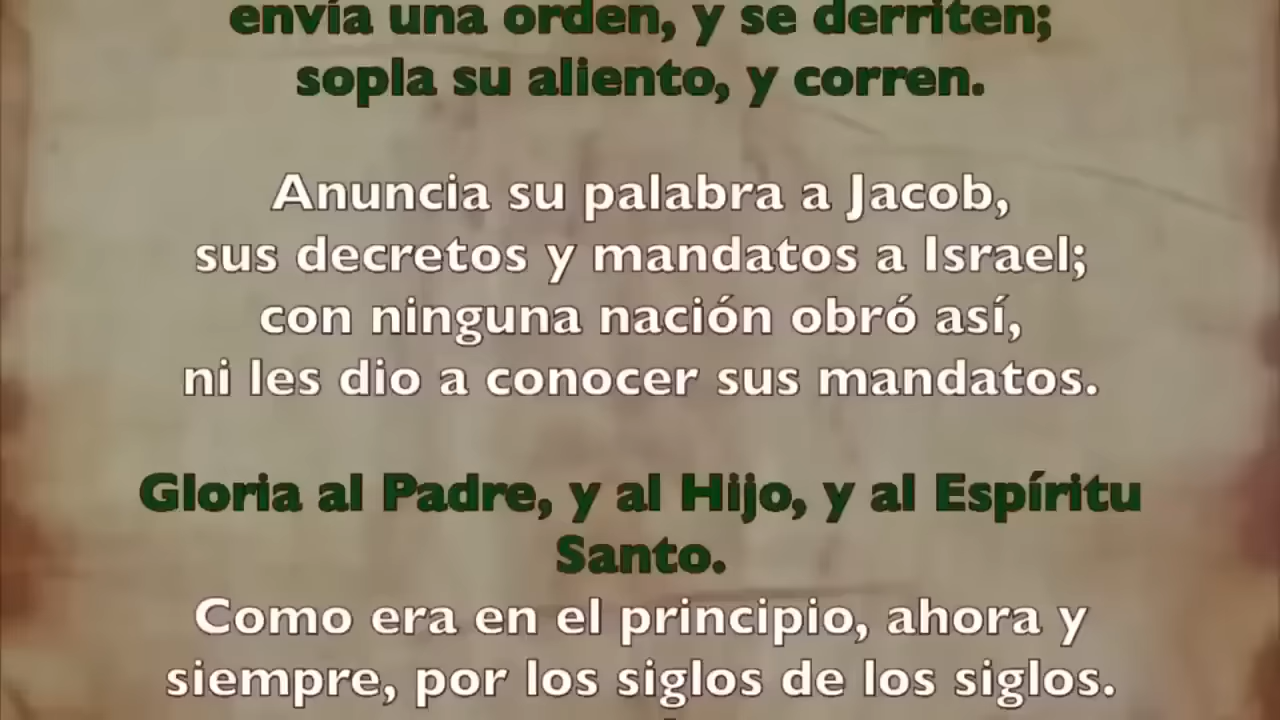 envía una orden, y se derriten;
sopla su aliento, y corren.
Anuncia su palabra a Jacob,
sus decretos y mandatos a Israel;
con ninguna nación obró así,
ni les dio a conocer sus mandatos.
Gloria al Padre, y al Hijo, y al Espíritu
Santo.
Como era en el principio, ahora y
siempre, por los siglos de los siglos.